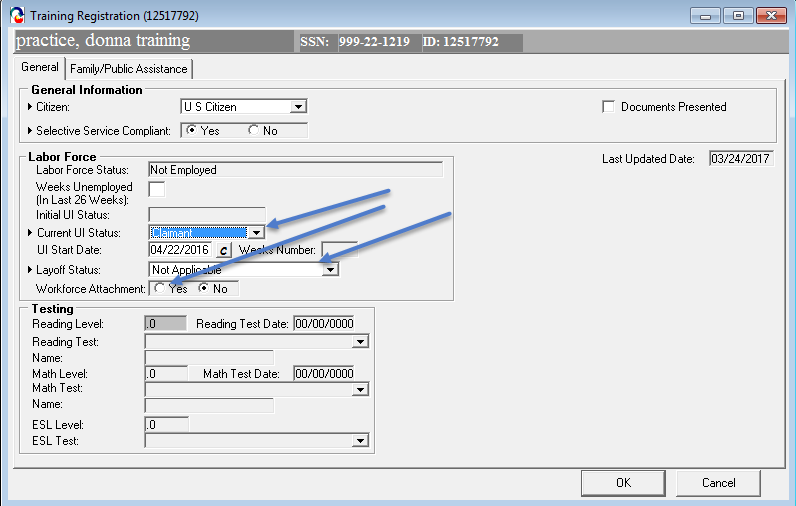 Training Registration (12517792)
practice, donna training SSN: 999-22-1219 ID: 12517792
General Family/Public Assistance
General Information
Citizen: U S Citizen Documents Presented
Selective Service Compliant: Yes No
Labor Force Last Updated Date: 03/24/2017
Labor Force Status: Not Employed
Weeks Unemployed
(In Last 26 Weeks):
Initial UI Status:
Current UI Status: Claimant
UI Start Date: 04/22/2016 C Weeks Number:
Layoff Status: Not Applicable
Workforce Attachment: Yes No
Testing
Reading Level: .0 Reading Test Date: 00/00/0000
Reading Test:
Name:
Math Level: .0 Math Test Date: 00/00/0000
Math Test:
Name:
ESL Level: .0
ESL Test:
OK Cancel